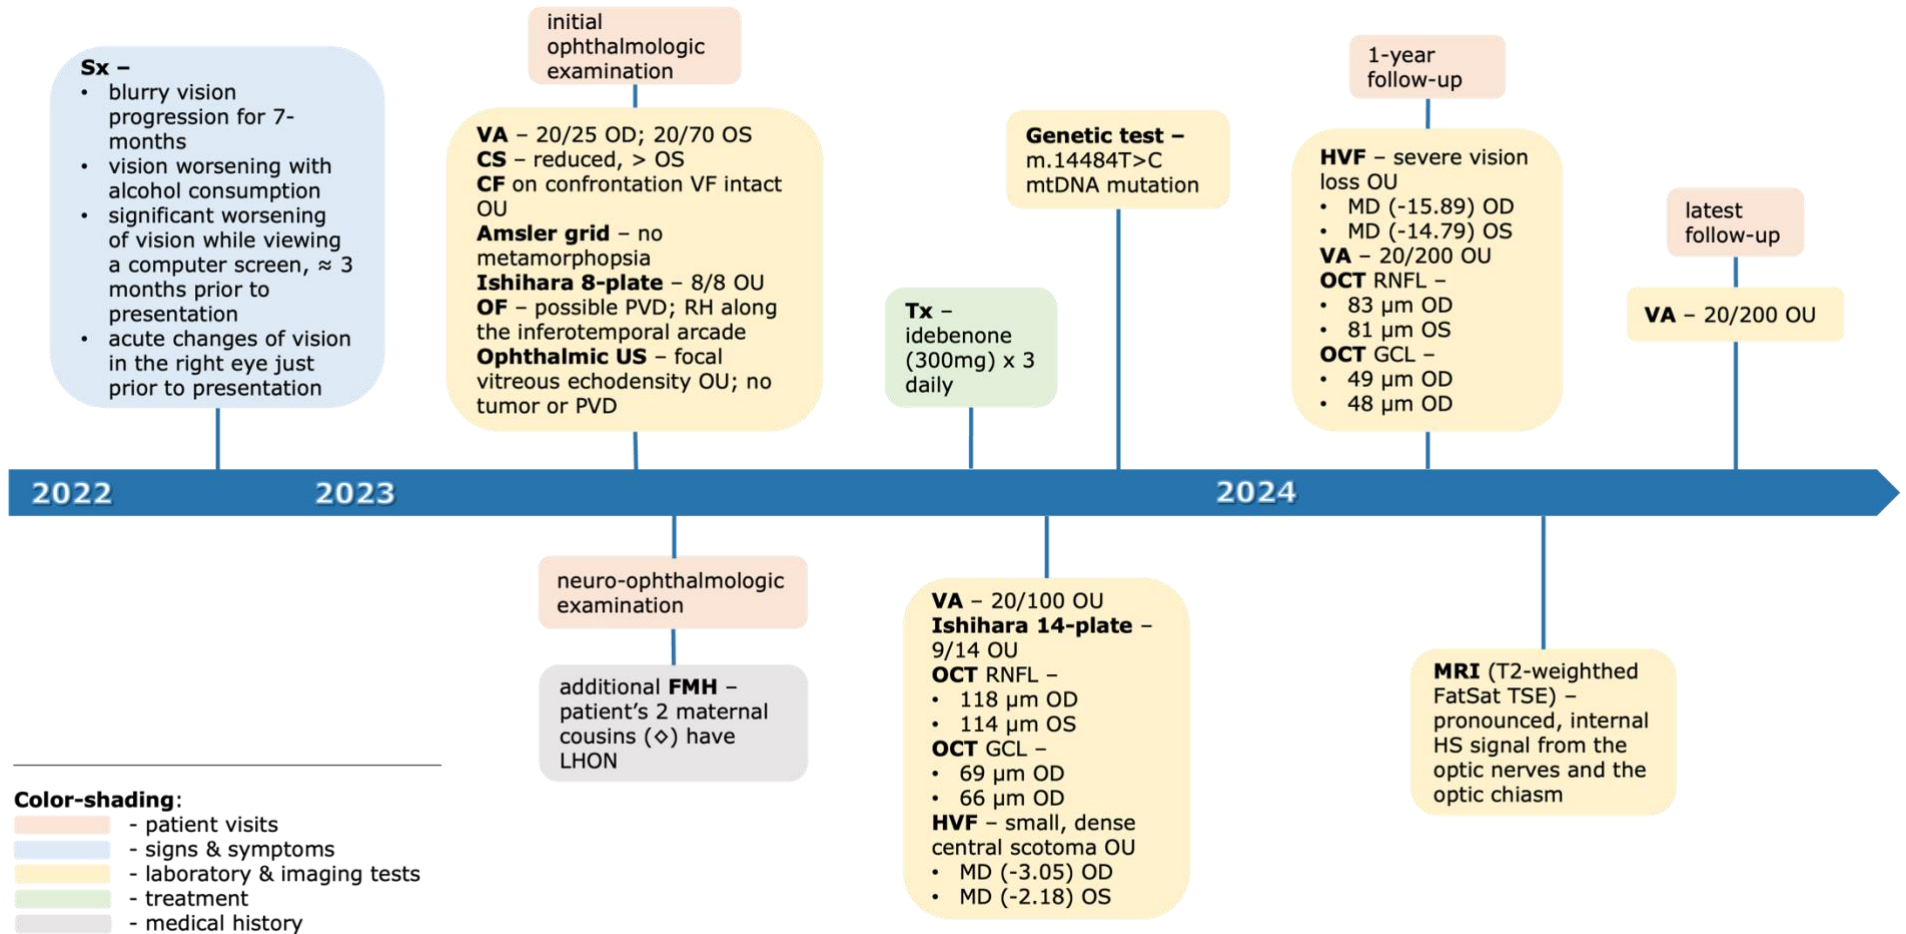 Sx –
• blurry vision
progression for 7-
months
• vision worsening with
alcohol consumption
• significant worsening
of vision while viewing
a computer screen, ≈ 3
months prior to
presentation
• acute changes of vision
in the right eye just
prior to presentation
initial
ophthalmologic
examination
VA – 20/25 OD; 20/70 OS
CS – reduced, > OS
CF on confrontation VF intact
OU
Amsler grid – no
metamorphopsia
Ishihara 8-plate – 8/8 OU
OF – possible PVD; RH along
the inferotemporal arcade
Ophthalmic US – focal
vitreous echodensity OU; no
tumor or PVD
Tx –
idebenone
(300mg) x 3
daily
Genetic test –
m.14484T>C
mtDNA mutation
1-year
follow-up
HVF – severe vision
loss OU
• MD (-15.89) OD
• MD (-14.79) OS
VA – 20/200 OU
OCT RNFL –
• 83 µm OD
• 81 µm OS
OCT GCL –
• 49 µm OD
• 48 µm OD
latest
follow-up
VA – 20/200 OU
2022
2023
2024
neuro-ophthalmologic
examination
additional FMH –
patient's 2 maternal
cousins (◇) have
LHON
VA – 20/100 OU
Ishihara 14-plate –
9/14 OU
OCT RNFL –
• 118 µm OD
• 114 µm OS
OCT GCL –
• 69 µm OD
• 66 µm OD
HVF – small, dense
central scotoma OU
• MD (-3.05) OD
• MD (-2.18) OS
MRI (T2-weighthed
FatSat TSE) –
pronounced, internal
HS signal from the
optic nerves and the
optic chiasm
Color-shading:
- patient visits
- signs & symptoms
- laboratory & imaging tests
- treatment
- medical history